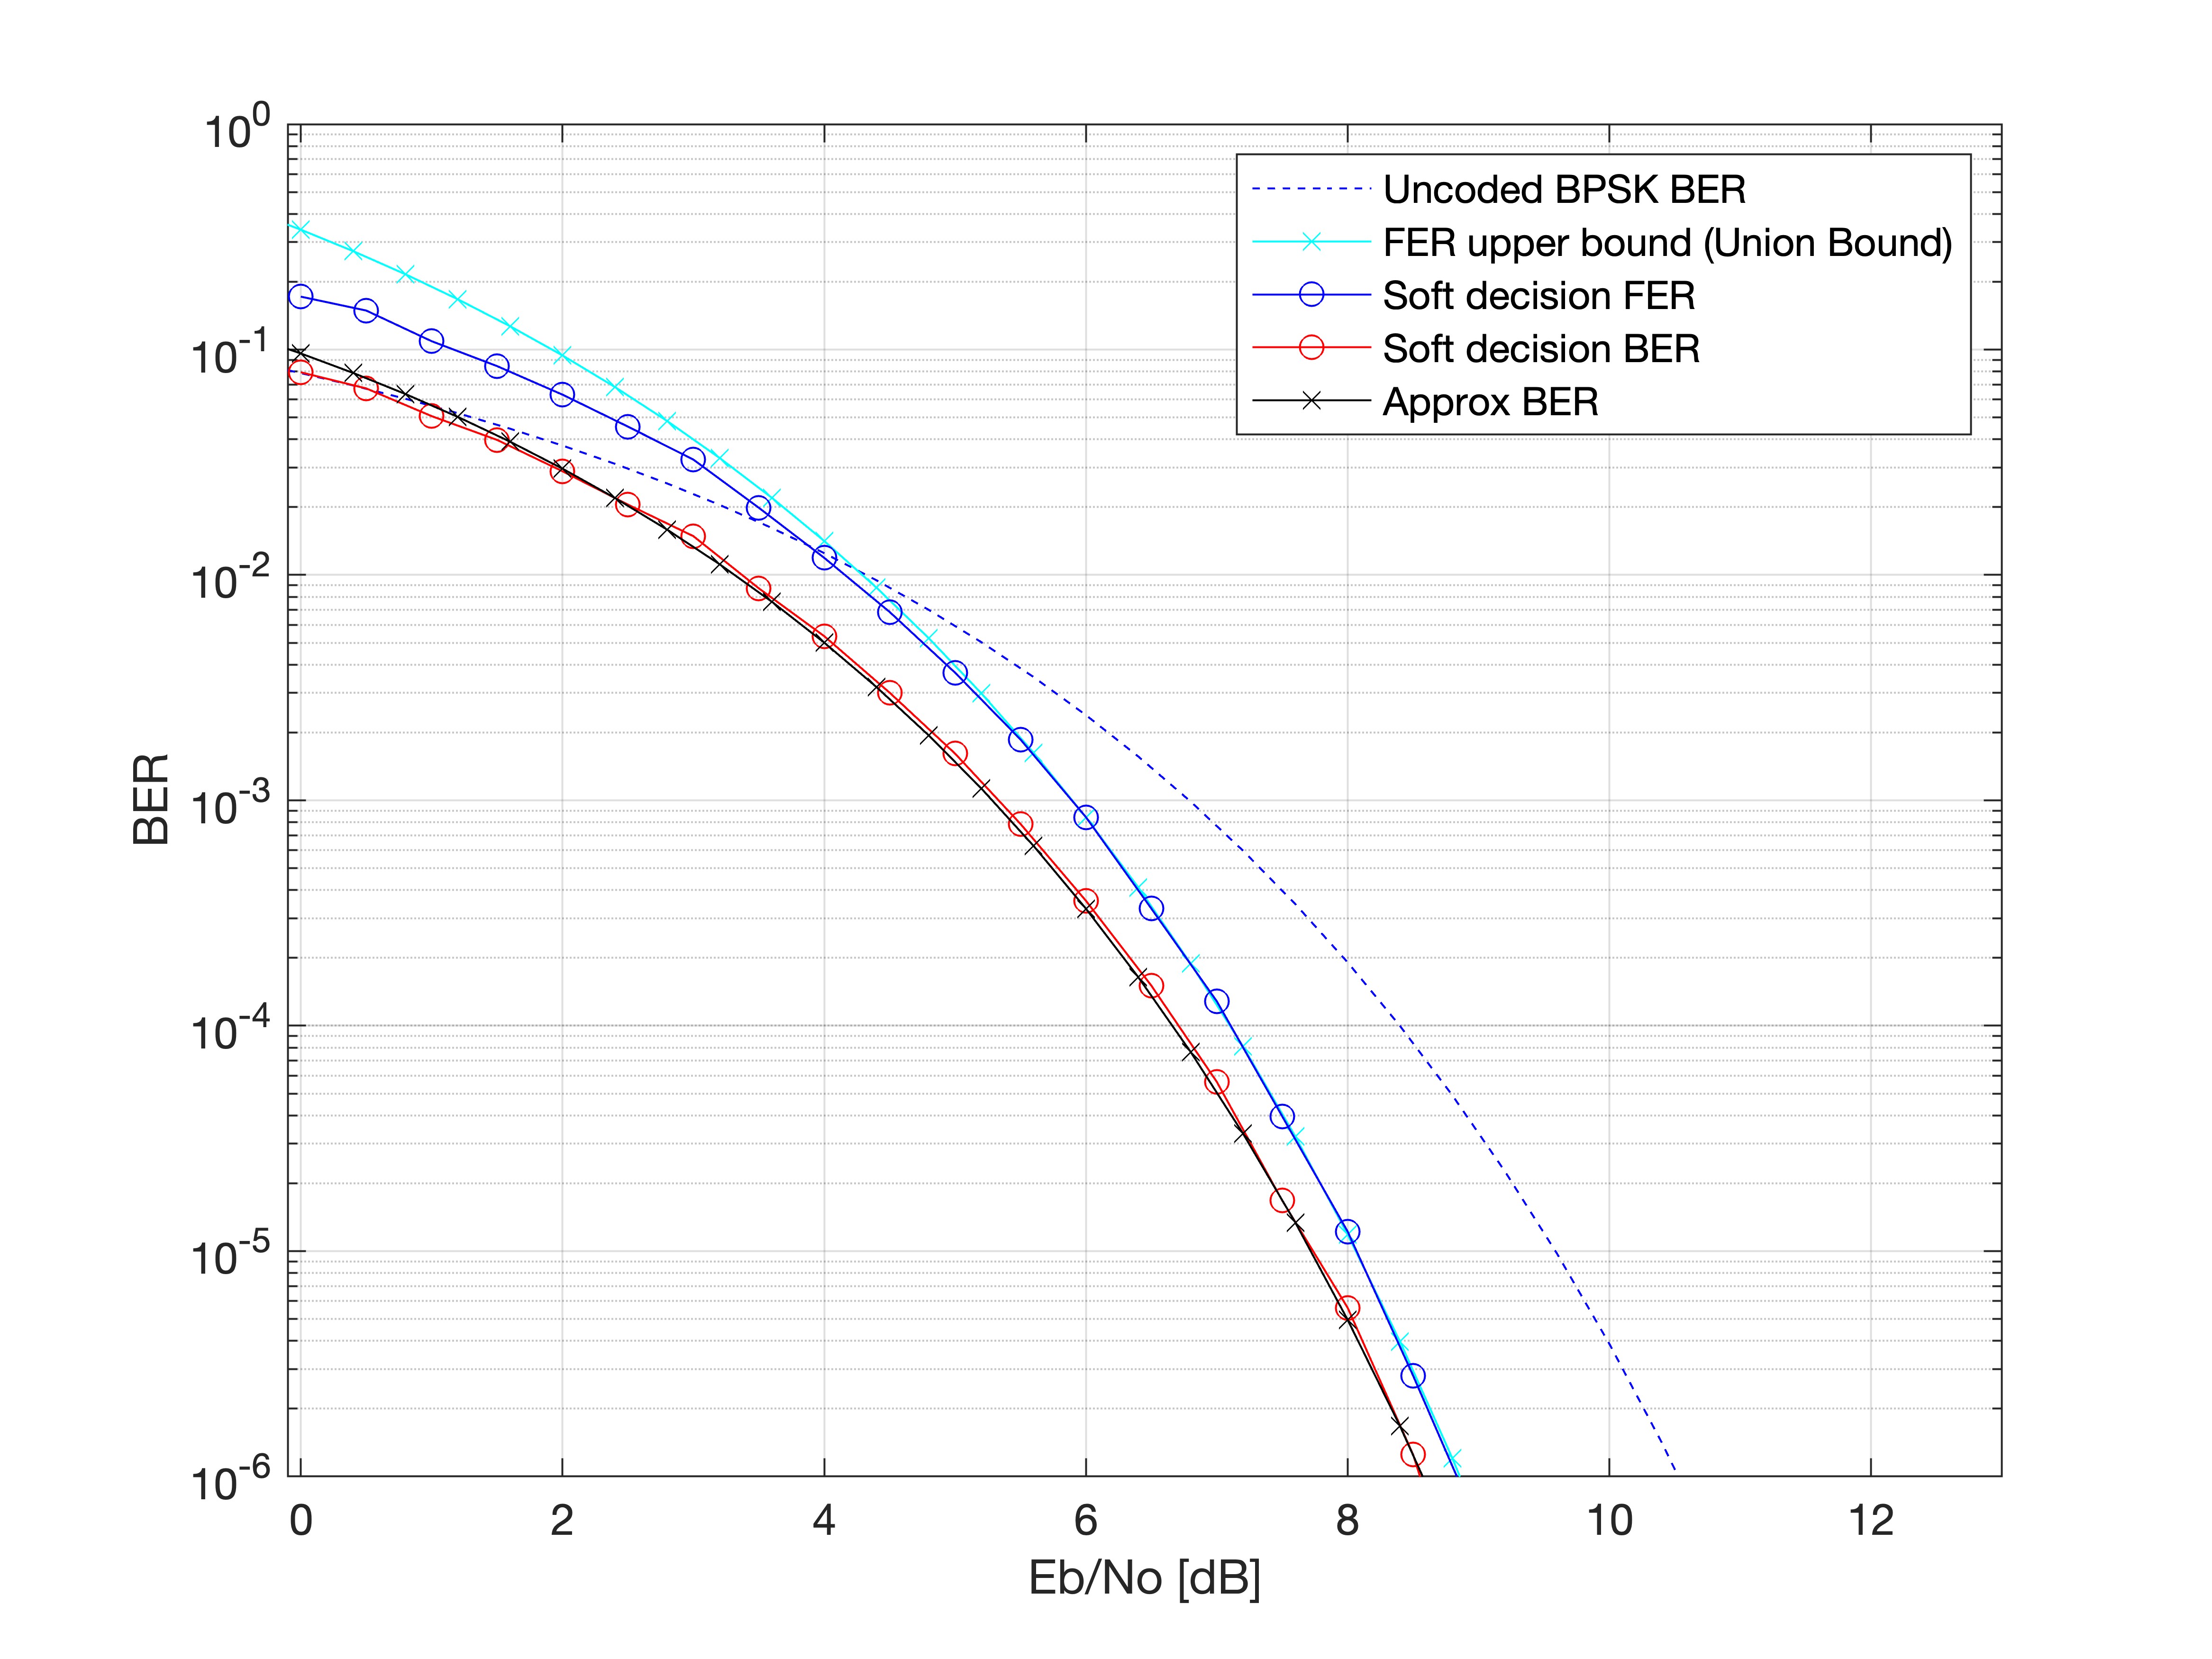 10^0
10^-1
10^-2
10^-3
10^-4
10^-5
10^-6
BER
Uncoded BPSK BER
FER upper bound (Union Bound)
Soft decision FER
Soft decision BER
Approx BER
0 2 4 6 8 10 12
Eb/No [dB]